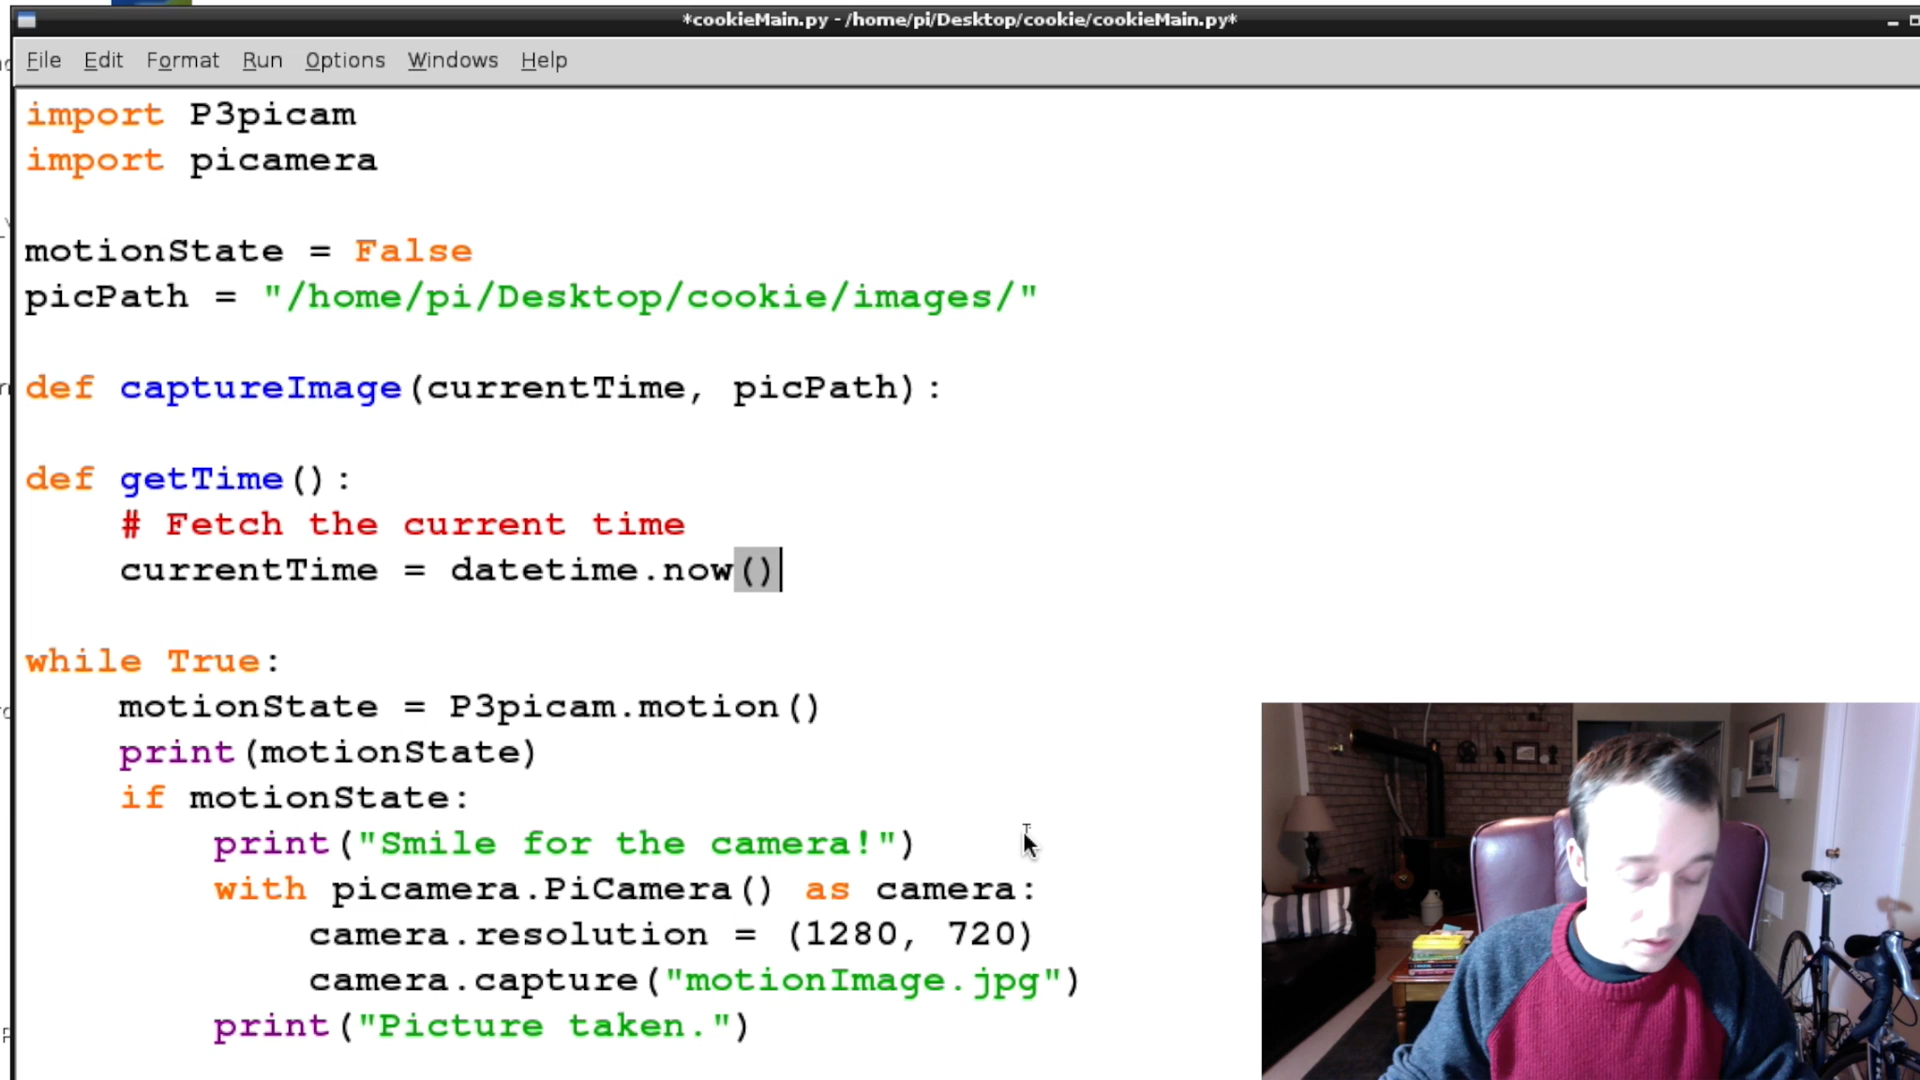 *cookieMain.py - /home/pi/Desktop/cookie/cookieMain.py*
File Edit Format Run Options Windows Help
import P3picam
import picamera
motionState = False
picPath = "/home/pi/Desktop/cookie/images/"
def captureImage(currentTime, picPath):
def getTime():
# Fetch the current time
currentTime = datetime.now()
while True:
motionState = P3picam.motion()
print(motionState)
if motionState:
print("Smile for the camera!")
with picamera.PiCamera() as camera:
camera.resolution = (1280, 720)
camera.capture("motionImage.jpg")
print("Picture taken.")